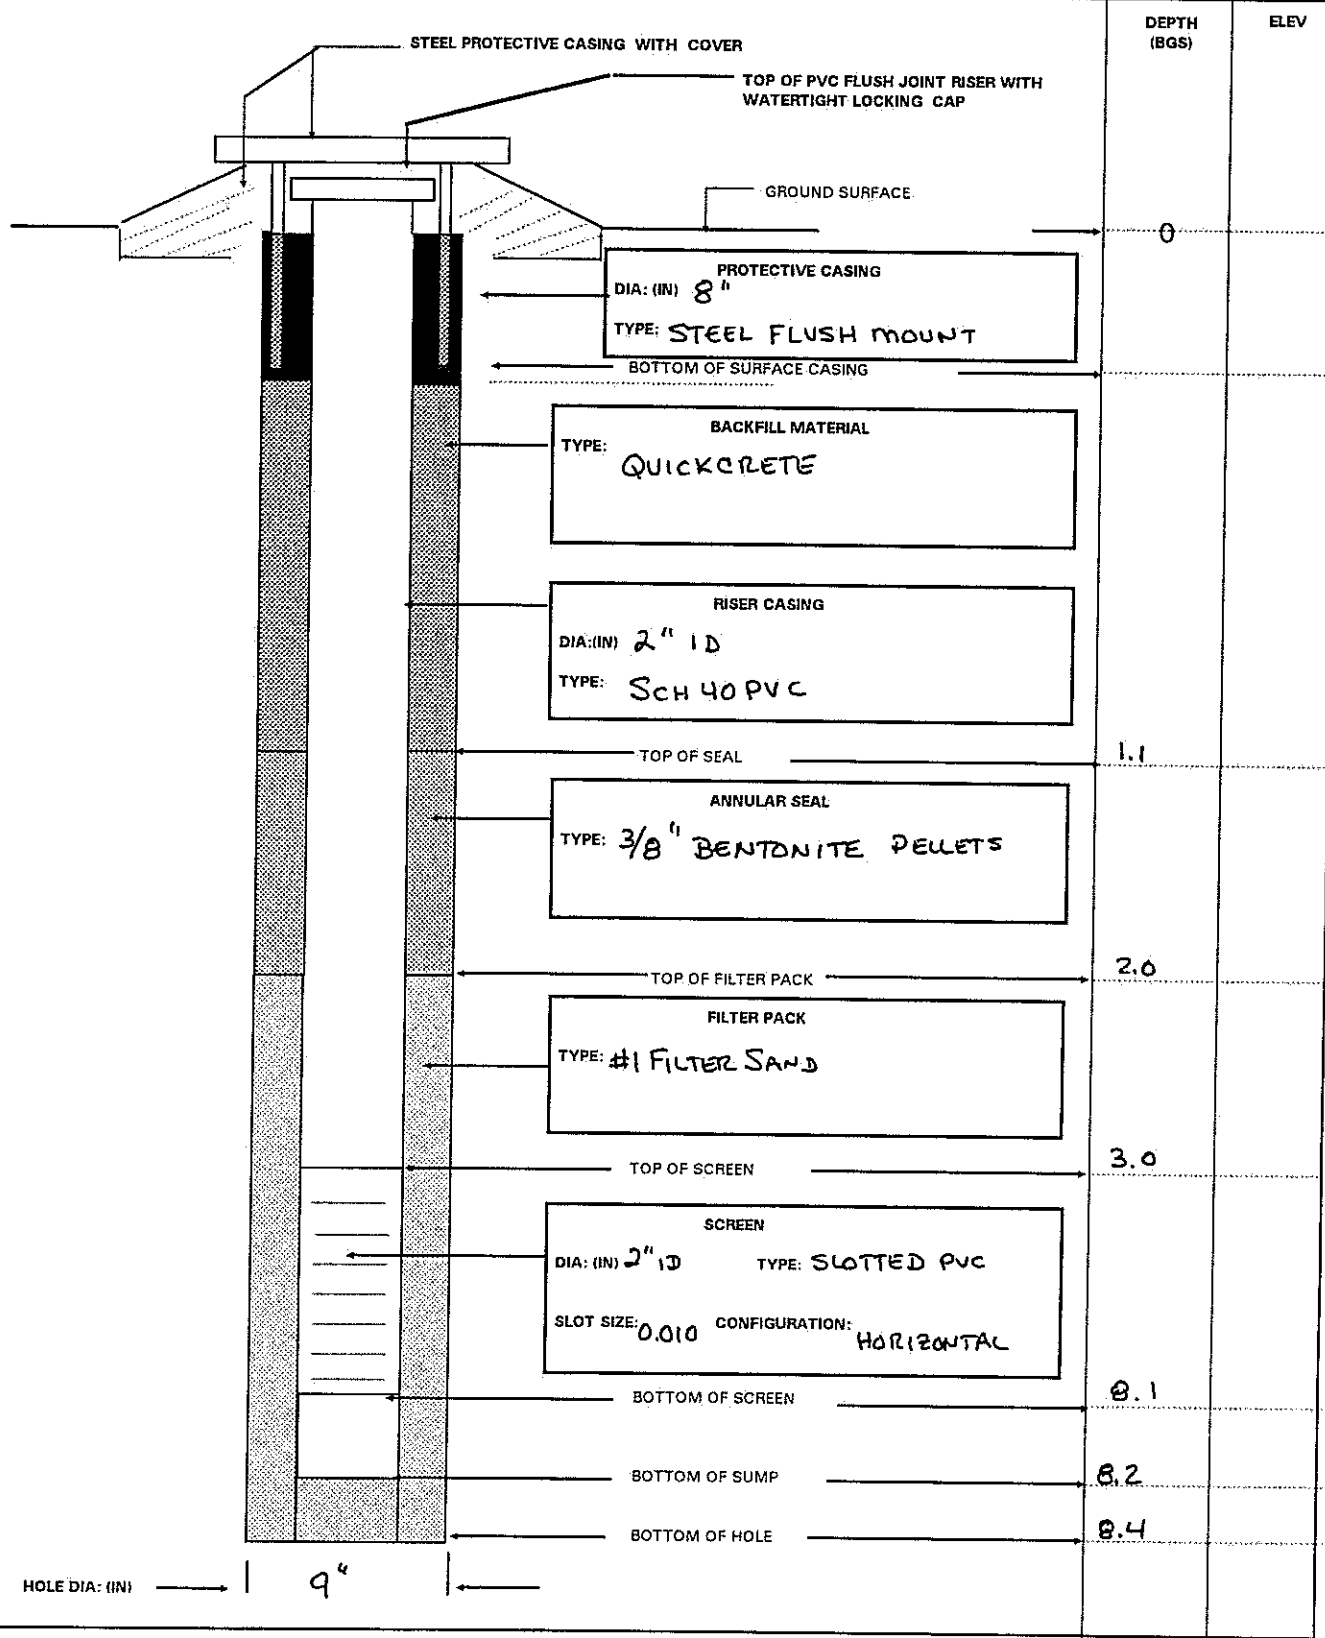 DEPTH
(BGS)
ELEV
STEEL PROTECTIVE CASING WITH COVER
TOP OF PVC FLUSH JOINT RISER WITH
WATERTIGHT LOCKING CAP
GROUND SURFACE
0
PROTECTIVE CASING
DIA: (IN) 8"
TYPE: STEEL FLUSH MOUNT
BOTTOM OF SURFACE CASING
BACKFILL MATERIAL
TYPE: QUICKCRETE
RISER CASING
DIA:(IN) 2" ID
TYPE: SCH 40 PVC
TOP OF SEAL 1.1
ANNULAR SEAL
TYPE: 3/8" BENTONITE PELLETS
TOP OF FILTER PACK 2.0
FILTER PACK
TYPE: #1 FILTER SAND
TOP OF SCREEN 3.0
SCREEN
DIA: (IN) 2" ID TYPE: SLOTTED PVC
SLOT SIZE: 0.010 CONFIGURATION: HORIZONTAL
BOTTOM OF SCREEN 8.1
BOTTOM OF SUMP 8.2
BOTTOM OF HOLE 8.4
HOLE DIA: (IN) 9"